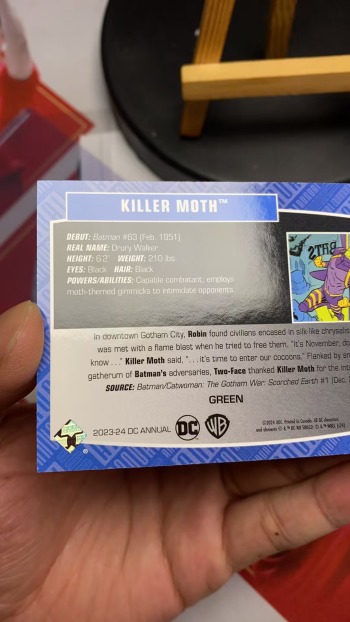 KILLER MOTH™
DEBUT: Batman #63 (Feb. 1951)
REAL NAME: Drury Walker
HEIGHT: 6'2" WEIGHT: 210 lbs
EYES: Black HAIR: Black
POWERS/ABILITIES: Capable combatant; employs
moth-themed gimmicks to intimidate opponents
In downtown Gotham City, Robin found civilians encased in silk-like chrysalis
was met with a flame blast when he tried to free them. "It's November, do
know . . ." Killer Moth said, ". . . it's time to enter our cocoons." Flanked by an
gatherum of Batman's adversaries, Two-Face thanked Killer Moth for the
SOURCE: Batman/Catwoman: The Gotham War: Scorched Earth #1 (Dec.
GREEN
2023-24 DC ANNUAL DC WB